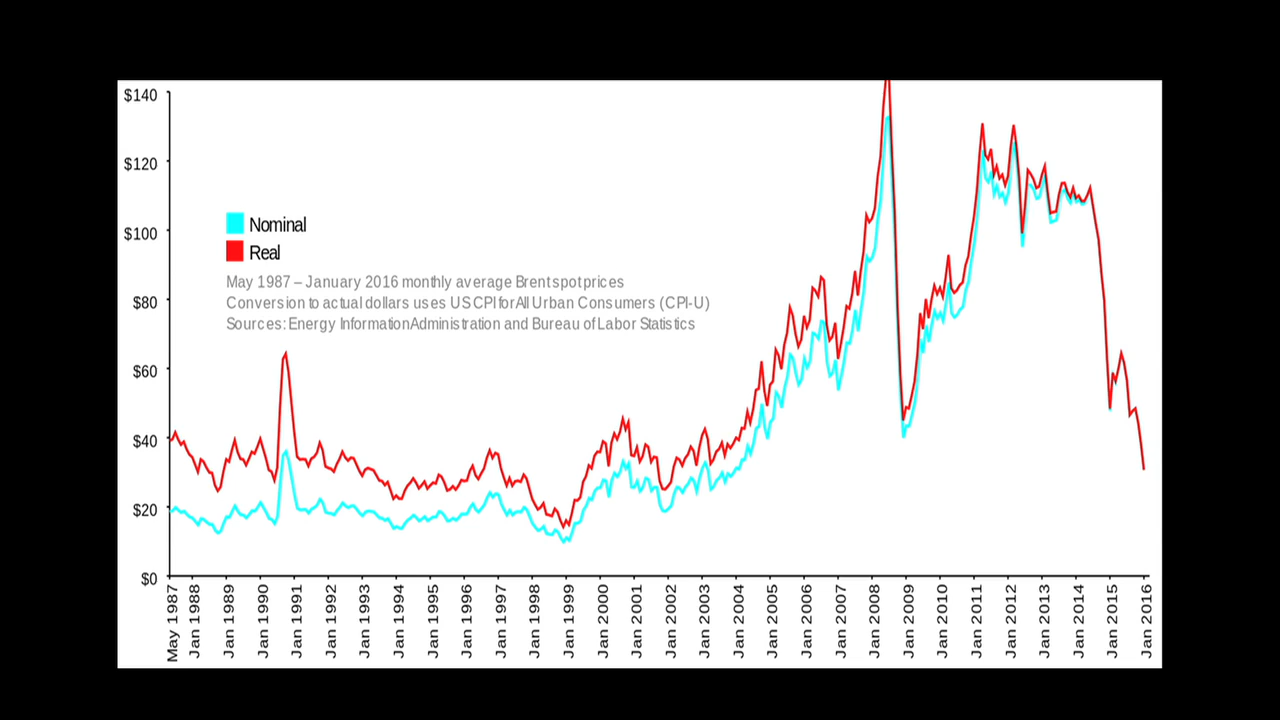 $140
$120
$100
$80
$60
$40
$20
$0
Nominal
Real
May 1987 – January 2016 monthly average Brent spot prices
Conversion to actual dollars uses US CPI for All Urban Consumers (CPI-U)
Sources: Energy Information Administration and Bureau of Labor Statistics
May 1987
Jan 1988
Jan 1989
Jan 1990
Jan 1991
Jan 1992
Jan 1993
Jan 1994
Jan 1995
Jan 1996
Jan 1997
Jan 1998
Jan 1999
Jan 2000
Jan 2001
Jan 2002
Jan 2003
Jan 2004
Jan 2005
Jan 2006
Jan 2007
Jan 2008
Jan 2009
Jan 2010
Jan 2011
Jan 2012
Jan 2013
Jan 2014
Jan 2015
Jan 2016